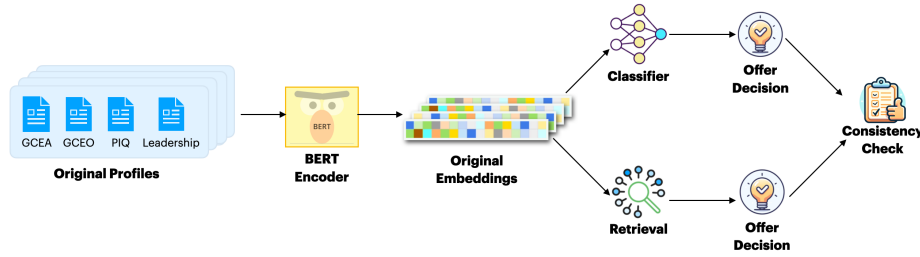 GCEA GCEO PIQ Leadership
Original Profiles
BERT
BERT
Encoder
Original
Embeddings
Classifier
Offer
Decision
Retrieval
Offer
Decision
Consistency
Check